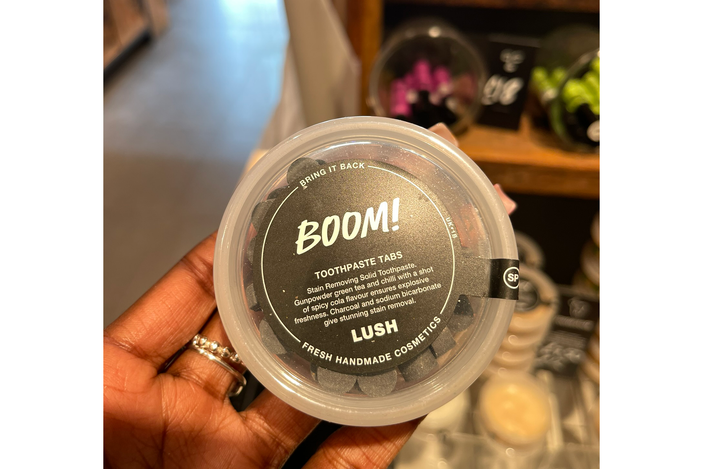 BRING IT BACK
BOOM!
TOOTHPASTE TABS
Stain Removing Solid Toothpaste.
Gunpowder green tea and chilli with a shot
of spicy cola flavour ensures explosive
freshness. Charcoal and sodium bicarbonate
give stunning stain removal.
LUSH
FRESH HANDMADE COSMETICS
SP